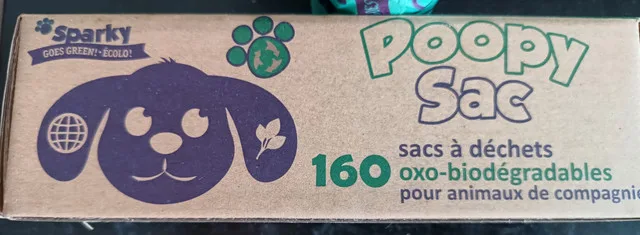 Sparky
GOES GREEN! • ÉCOLO!
Poopy
Sac
160
sacs à déchets
oxo-biodégradables
pour animaux de compagnie